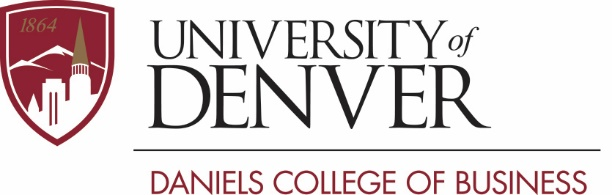 1864
UNIVERSITY of
DENVER
DANIELS COLLEGE OF BUSINESS